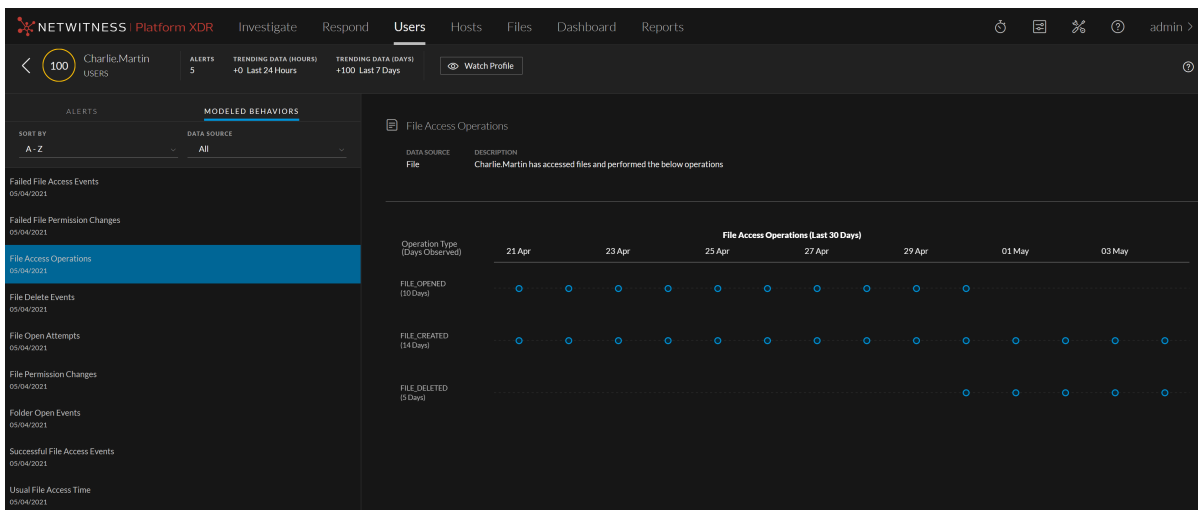 NETWITNESS | Platform XDR Investigate Respond Users Hosts Files Dashboard Reports admin >
100 Charlie.Martin USERS
ALERTS 5
TRENDING DATA (HOURS) +0 Last 24 Hours
TRENDING DATA (DAYS) +100 Last 7 Days
Watch Profile
ALERTS MODELED BEHAVIORS
SORT BY DATA SOURCE
A - Z All
Failed File Access Events
05/04/2021
Failed File Permission Changes
05/04/2021
File Access Operations
05/04/2021
File Delete Events
05/04/2021
File Open Attempts
05/04/2021
File Permission Changes
05/04/2021
Folder Open Events
05/04/2021
Successful File Access Events
05/04/2021
Usual File Access Time
05/04/2021
File Access Operations
DATA SOURCE DESCRIPTION
File Charlie.Martin has accessed files and performed the below operations
File Access Operations (Last 30 Days)
Operation Type
(Days Observed)
21 Apr 23 Apr 25 Apr 27 Apr 29 Apr 01 May 03 May
FILE_OPENED
(10 Days)
FILE_CREATED
(14 Days)
FILE_DELETED
(5 Days)